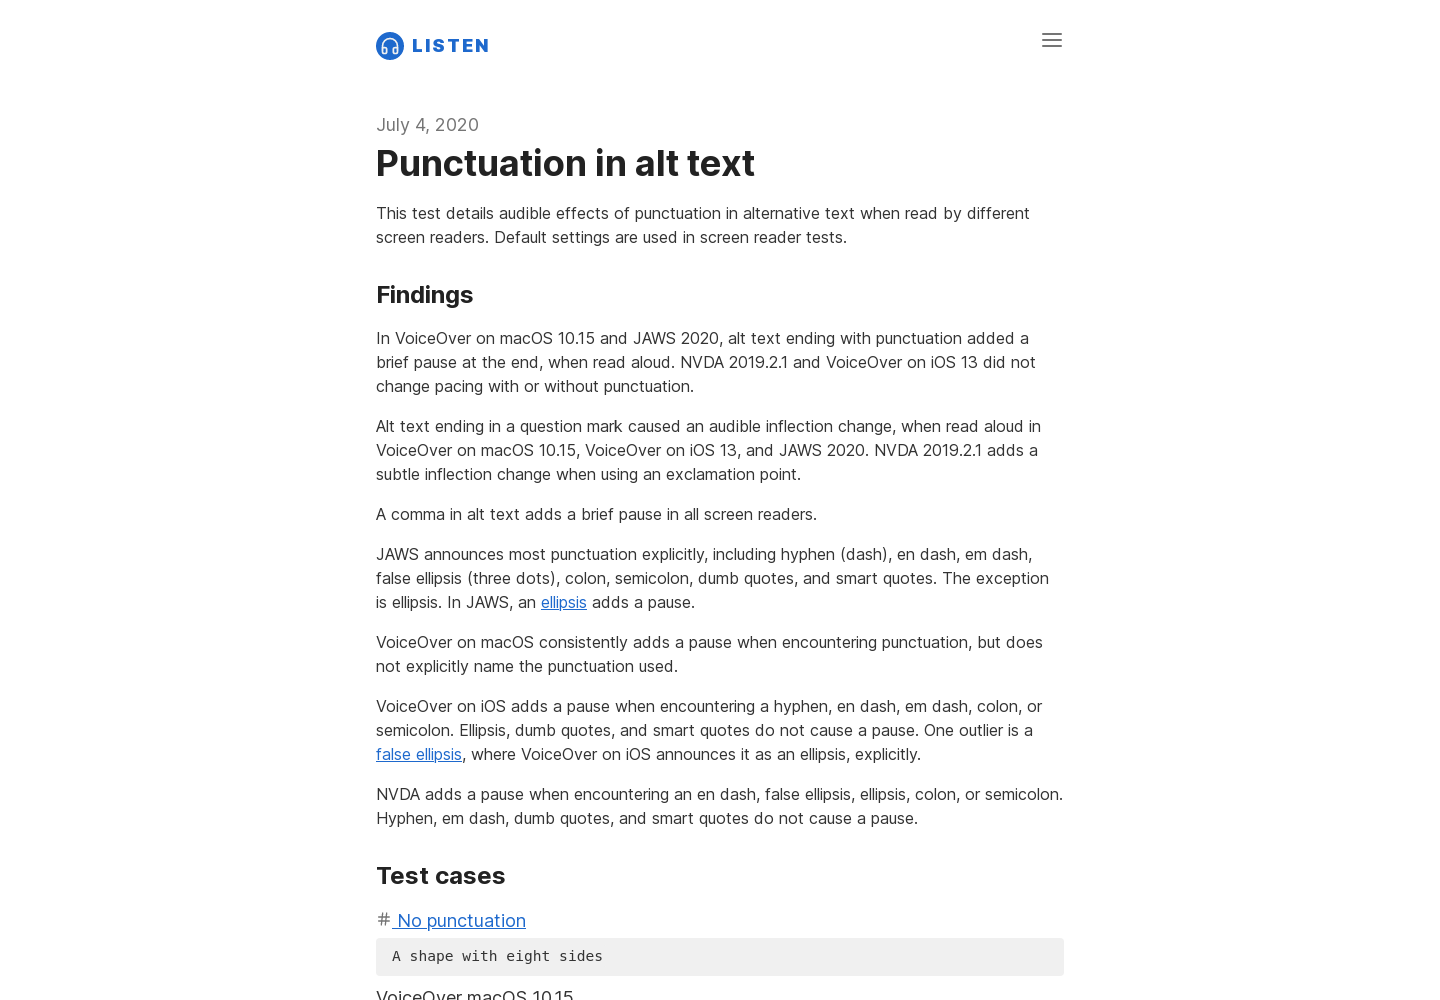 LISTEN
July 4, 2020
Punctuation in alt text
This test details audible effects of punctuation in alternative text when read by different
screen readers. Default settings are used in screen reader tests.
Findings
In VoiceOver on macOS 10.15 and JAWS 2020, alt text ending with punctuation added a
brief pause at the end, when read aloud. NVDA 2019.2.1 and VoiceOver on iOS 13 did not
change pacing with or without punctuation.
Alt text ending in a question mark caused an audible inflection change, when read aloud in
VoiceOver on macOS 10.15, VoiceOver on iOS 13, and JAWS 2020. NVDA 2019.2.1 adds a
subtle inflection change when using an exclamation point.
A comma in alt text adds a brief pause in all screen readers.
JAWS announces most punctuation explicitly, including hyphen (dash), en dash, em dash,
false ellipsis (three dots), colon, semicolon, dumb quotes, and smart quotes. The exception
is ellipsis. In JAWS, an ellipsis adds a pause.
VoiceOver on macOS consistently adds a pause when encountering punctuation, but does
not explicitly name the punctuation used.
VoiceOver on iOS adds a pause when encountering a hyphen, en dash, em dash, colon, or
semicolon. Ellipsis, dumb quotes, and smart quotes do not cause a pause. One outlier is a
false ellipsis, where VoiceOver on iOS announces it as an ellipsis, explicitly.
NVDA adds a pause when encountering an en dash, false ellipsis, ellipsis, colon, or semicolon.
Hyphen, em dash, dumb quotes, and smart quotes do not cause a pause.
Test cases
# No punctuation
A shape with eight sides
VoiceOver macOS 10.15